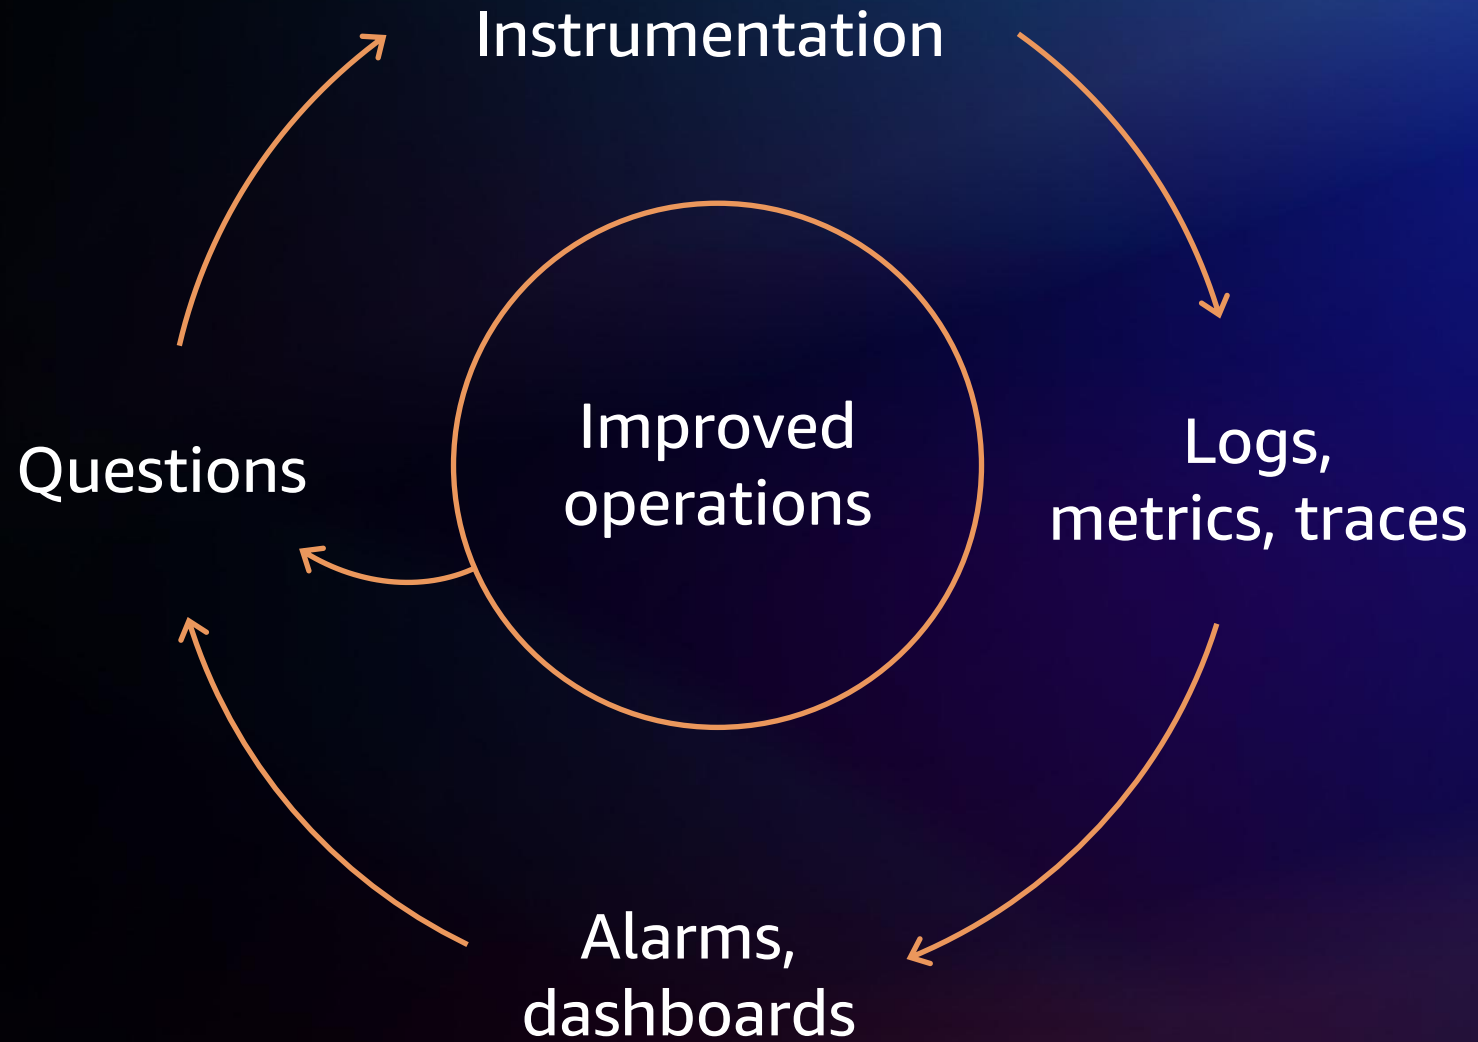 Instrumentation
Improved
operations
Questions
Logs,
metrics, traces
Alarms,
dashboards